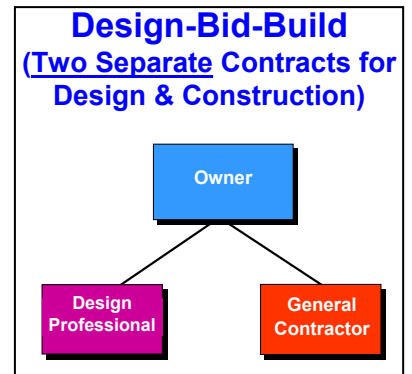 Design-Bid-Build
(Two Separate Contracts for
Design & Construction)
Owner
Design
Professional
General
Contractor